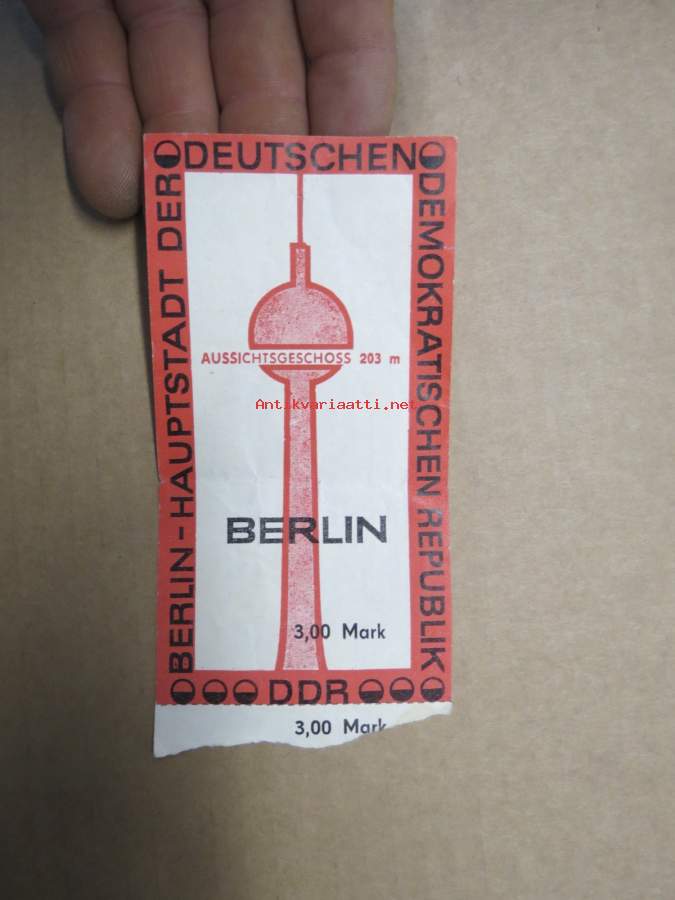 BERLIN-HAUPTSTADT DER
DEUTSCHEN
DEMOKRATISCHEN REPUBLIK
AUSSICHTSGESCHOSS 203 m
Antikvariaatti.net
BERLIN
3,00 Mark
DDR
3,00 Mark